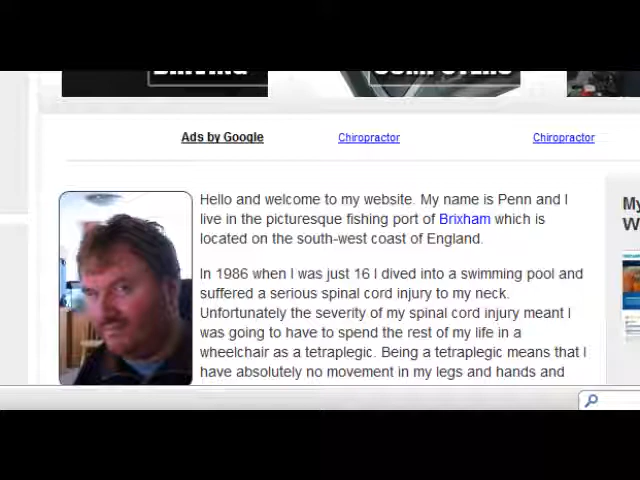 DRIVING COMPUTERS
Ads by Google Chiropractor Chiropractor
Hello and welcome to my website. My name is Penn and I
live in the picturesque fishing port of Brixham which is
located on the south-west coast of England.
My
In 1986 when I was just 16 I dived into a swimming pool and
suffered a serious spinal cord injury to my neck.
Unfortunately the severity of my spinal cord injury meant I
was going to have to spend the rest of my life in a
wheelchair as a tetraplegic. Being a tetraplegic means that I
have absolutely no movement in my legs and hands and